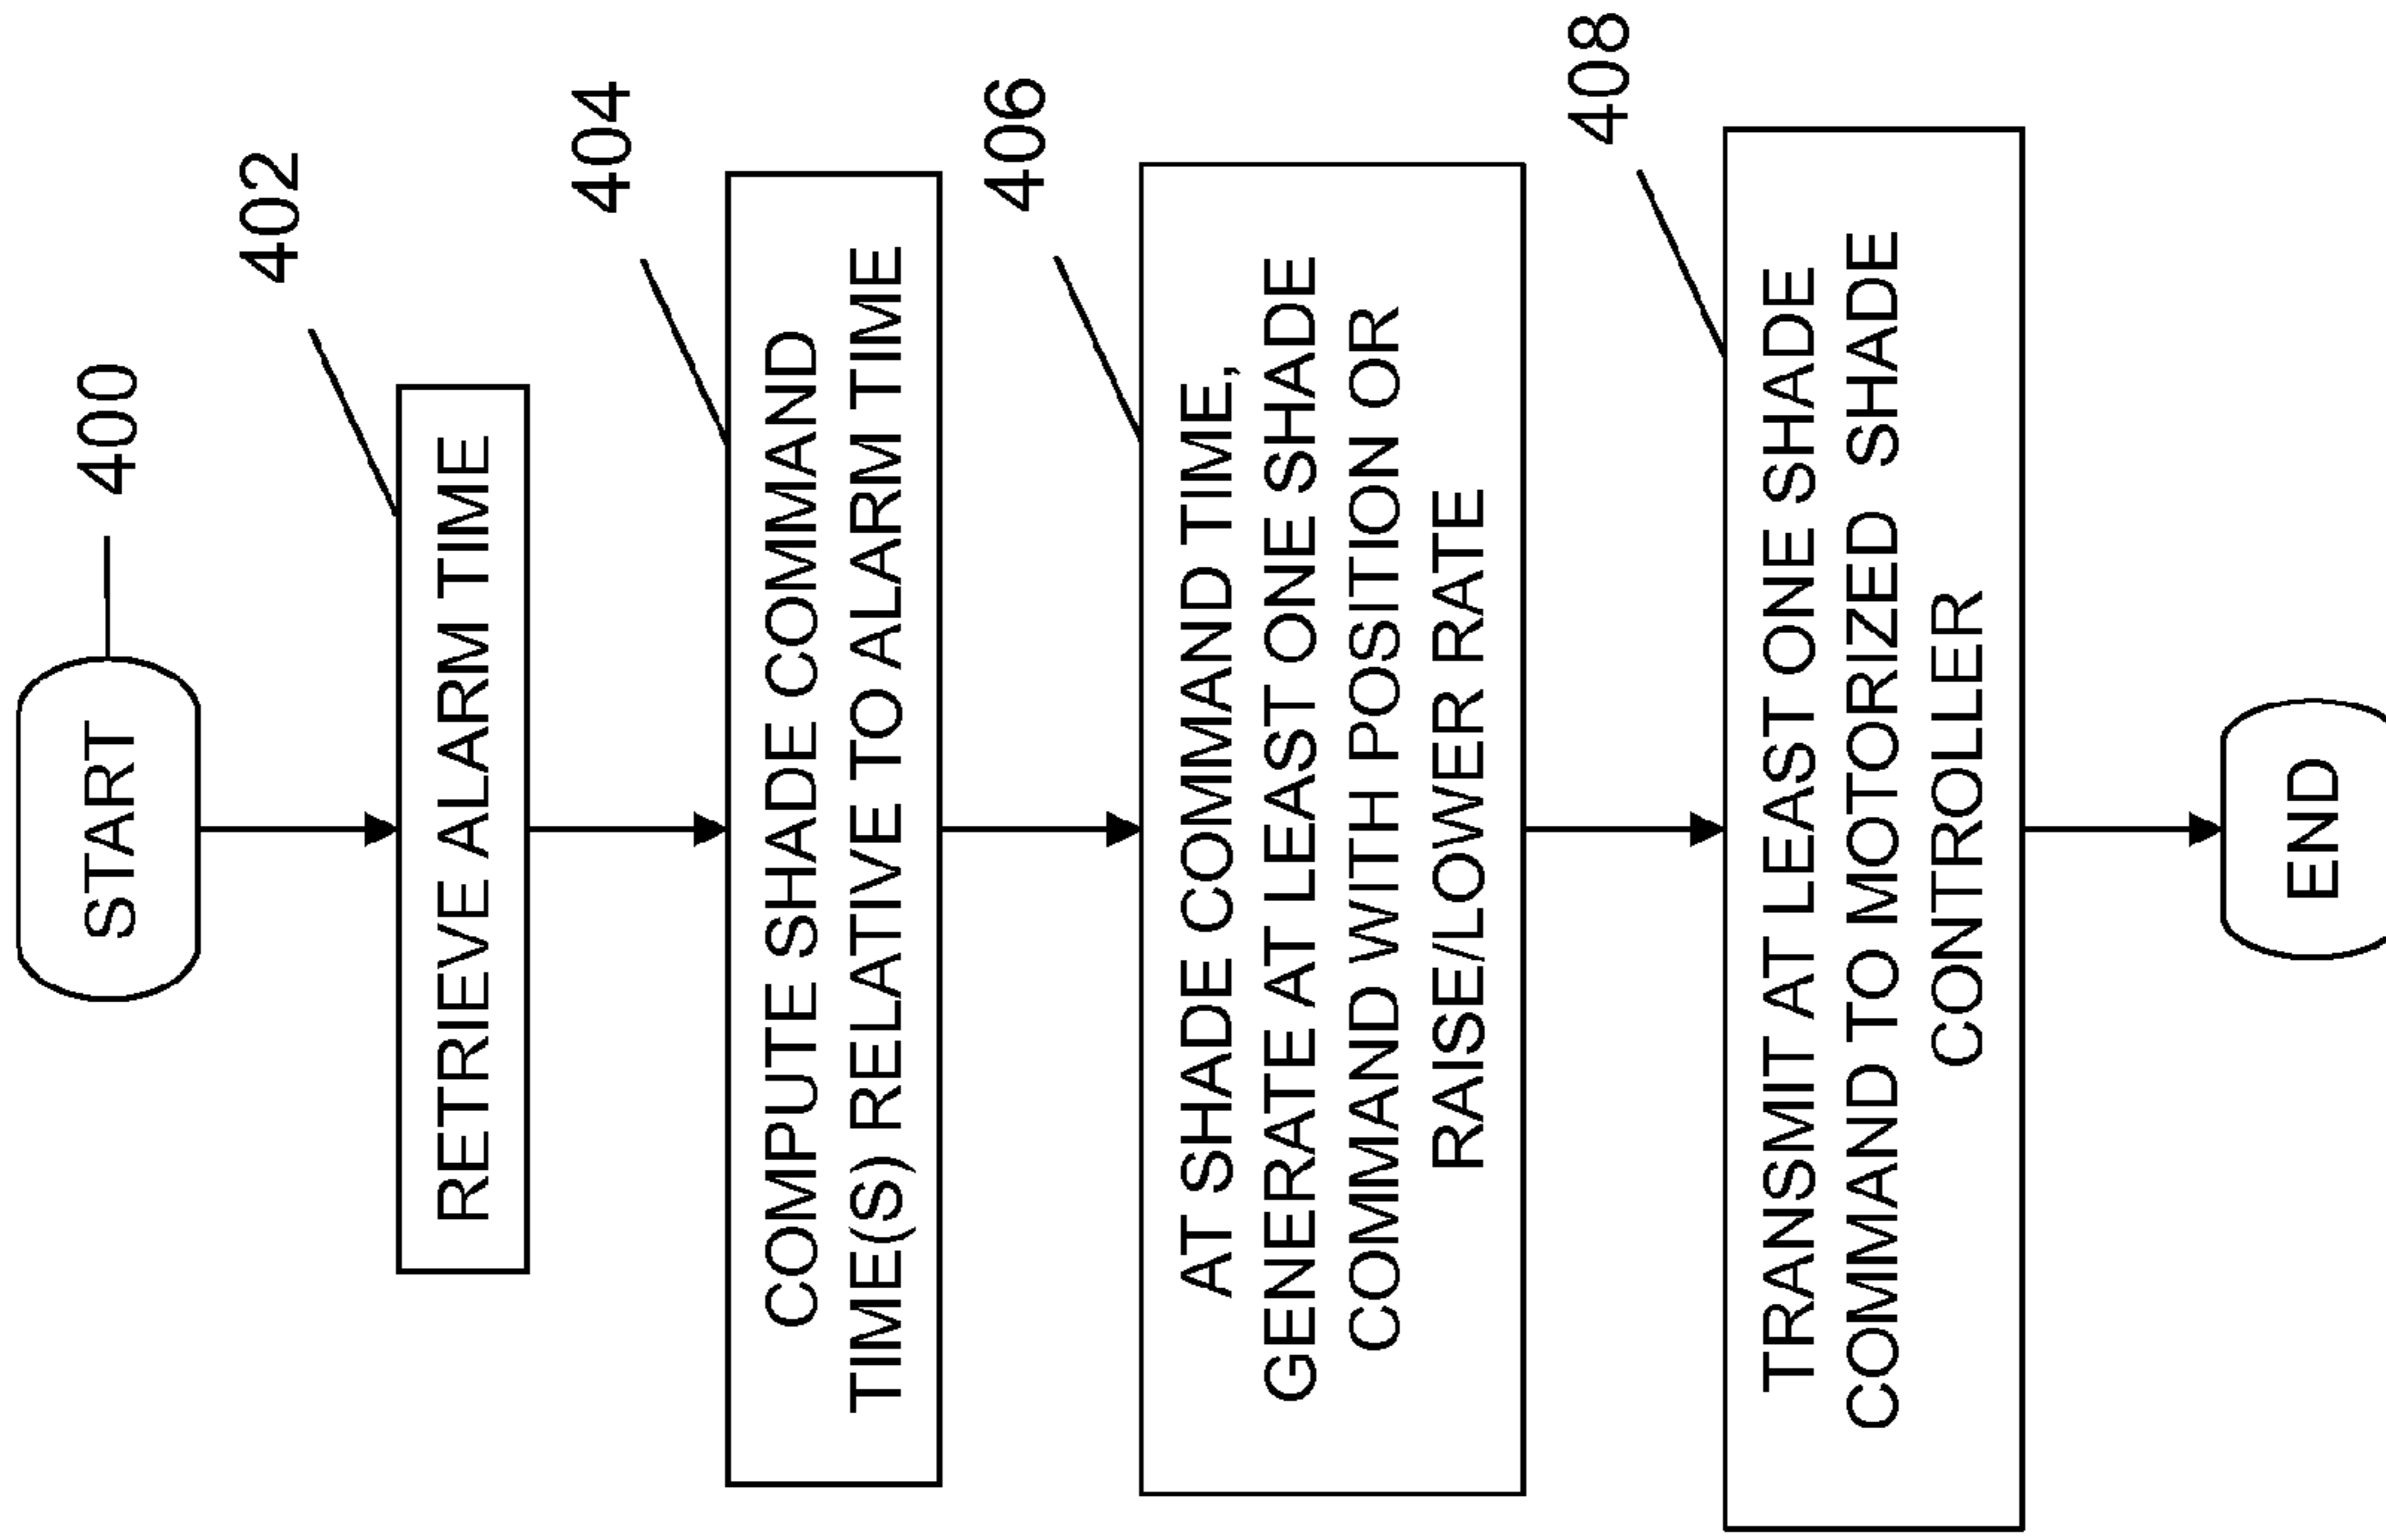 START
400
402
RETRIEVE ALARM TIME
404
COMPUTE SHADE COMMAND
TIME(S) RELATIVE TO ALARM TIME
406
AT SHADE COMMAND TIME,
GENERATE AT LEAST ONE SHADE
COMMAND WITH POSITION OR
RAISE/LOWER RATE
408
TRANSMIT AT LEAST ONE SHADE
COMMAND TO MOTORIZED SHADE
CONTROLLER
END